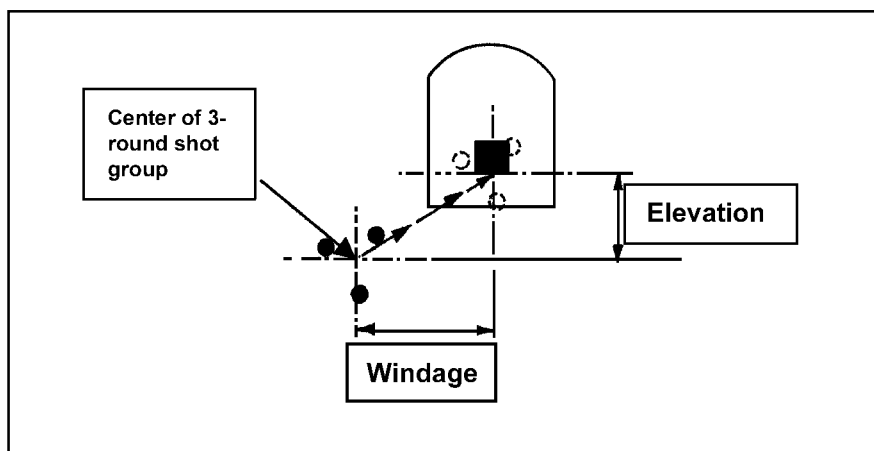 Center of 3-
round shot
group
Elevation
Windage